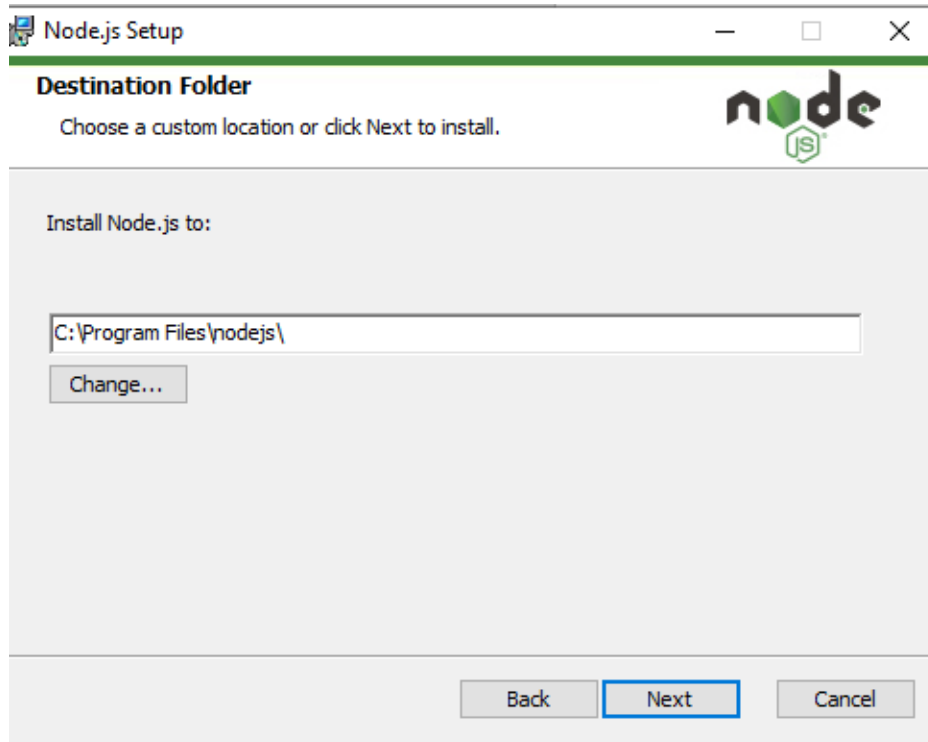 Node.js Setup
Destination Folder
Choose a custom location or click Next to install.
node
JS
Install Node.js to:
C:\Program Files\nodejs\
Change...
Back Next Cancel